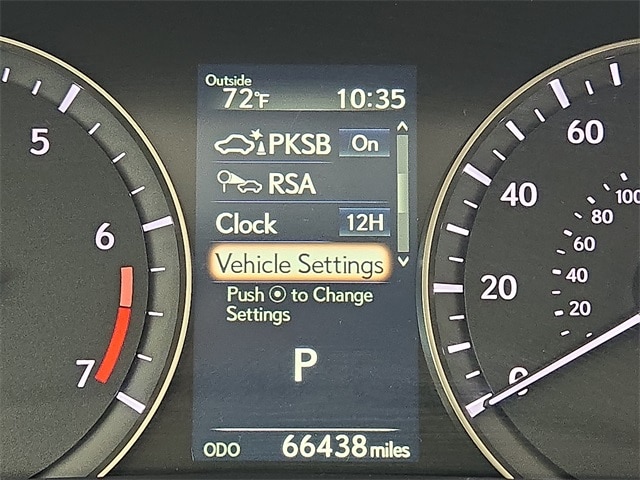 Outside
72°F 10:35
PKSB On
RSA
Clock 12H
Vehicle Settings
Push ⦿ to Change
Settings
P
ODO 66438 miles
5
6
7
60
40
20
0
100
80
60
40
20